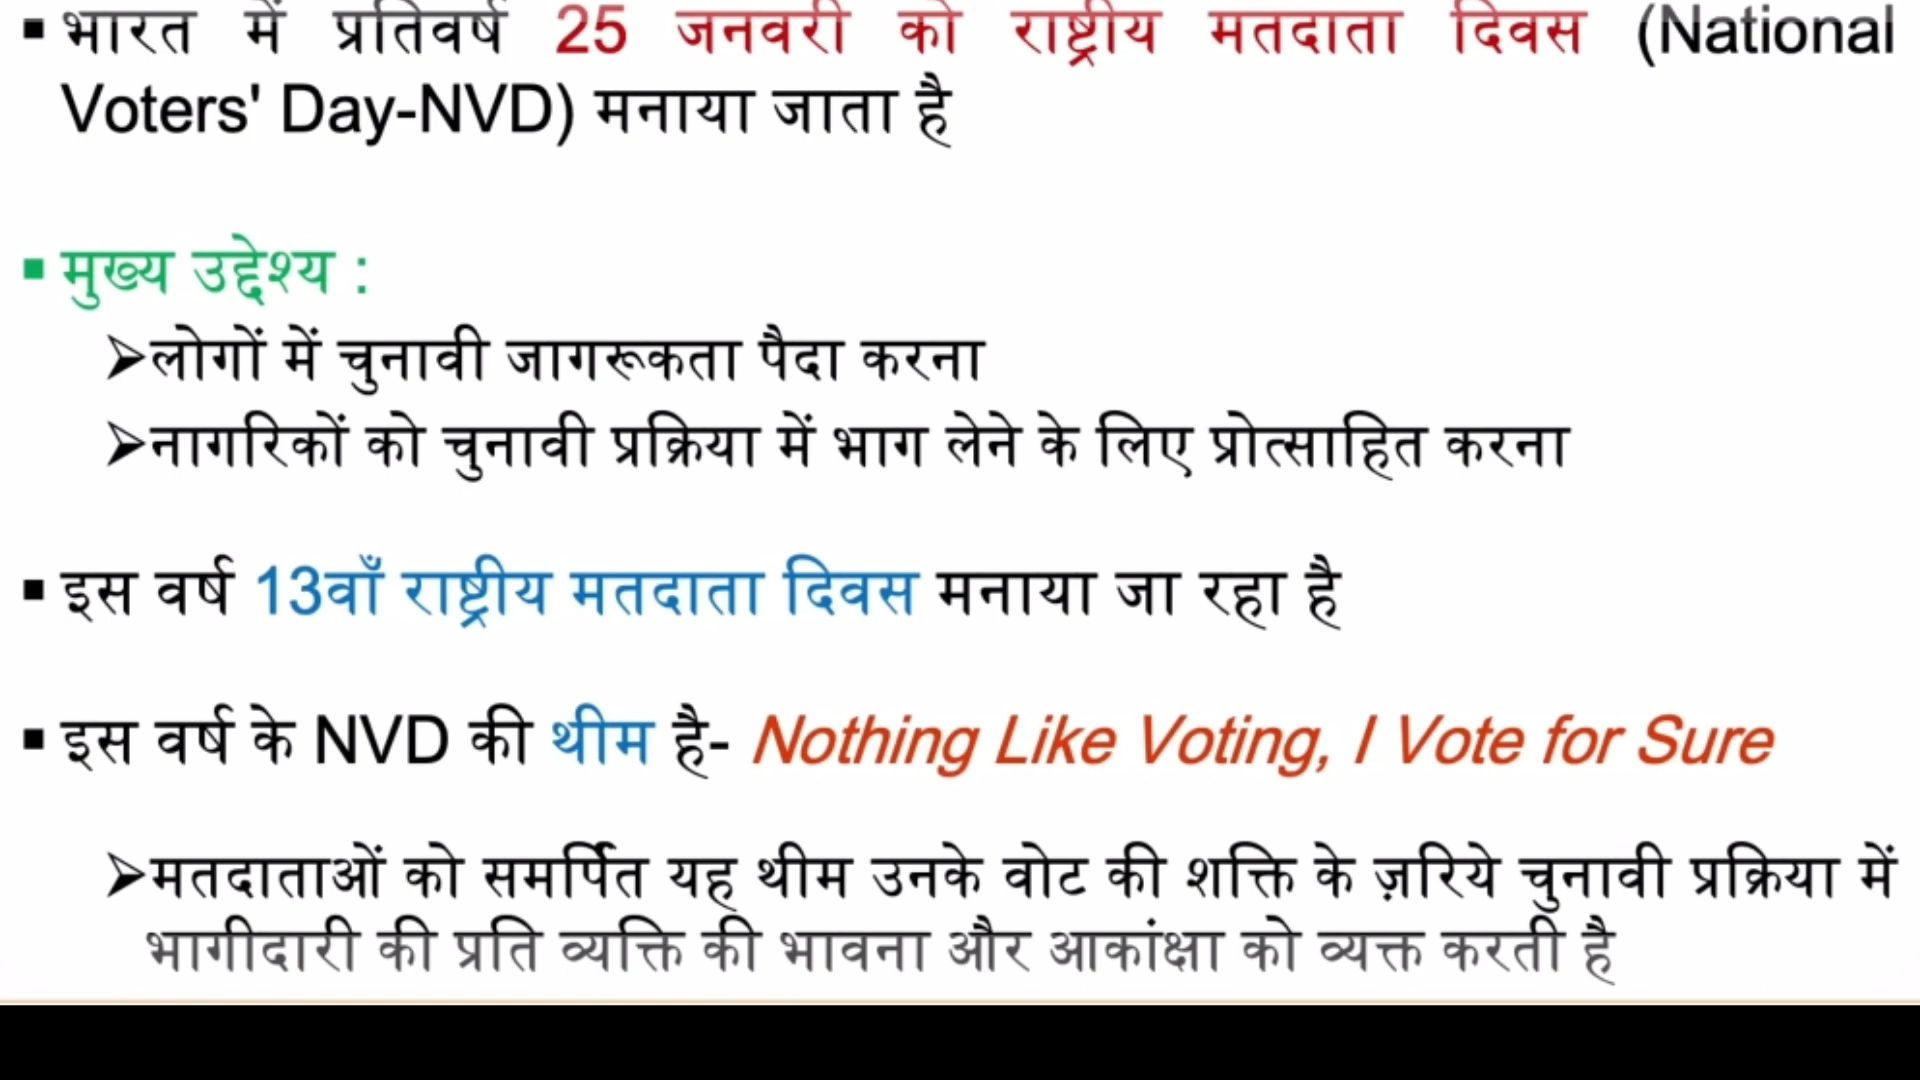 ▪ भारत में प्रतिवर्ष 25 जनवरी को राष्ट्रीय मतदाता दिवस (National
Voters' Day-NVD) मनाया जाता है
▪ मुख्य उद्देश्य :
➢लोगों में चुनावी जागरूकता पैदा करना
➢नागरिकों को चुनावी प्रक्रिया में भाग लेने के लिए प्रोत्साहित करना
▪ इस वर्ष 13वाँ राष्ट्रीय मतदाता दिवस मनाया जा रहा है
▪ इस वर्ष के NVD की थीम है- Nothing Like Voting, I Vote for Sure
➢मतदाताओं को समर्पित यह थीम उनके वोट की शक्ति के ज़रिये चुनावी प्रक्रिया में
भागीदारी की प्रति व्यक्ति की भावना और आकांक्षा को व्यक्त करती है